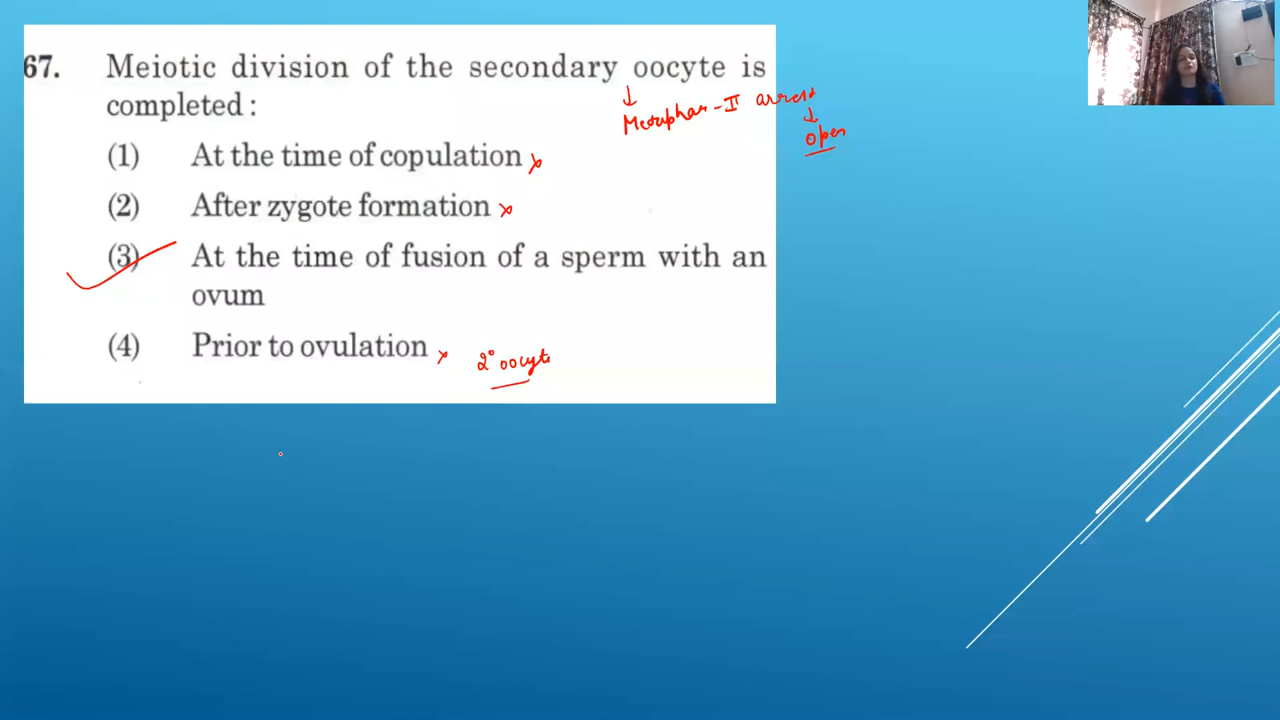 67. Meiotic division of the secondary oocyte is
completed :
Metaphase-II arrest
open
(1) At the time of copulation ×
(2) After zygote formation ×
(3) At the time of fusion of a sperm with an
ovum
(4) Prior to ovulation ×
2° oocyte